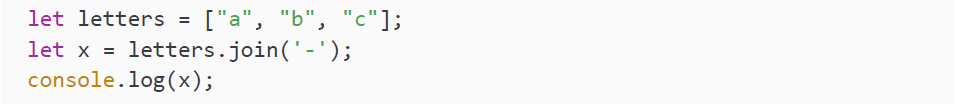 let letters = ["a", "b", "c"];
let x = letters.join('-');
console.log(x);